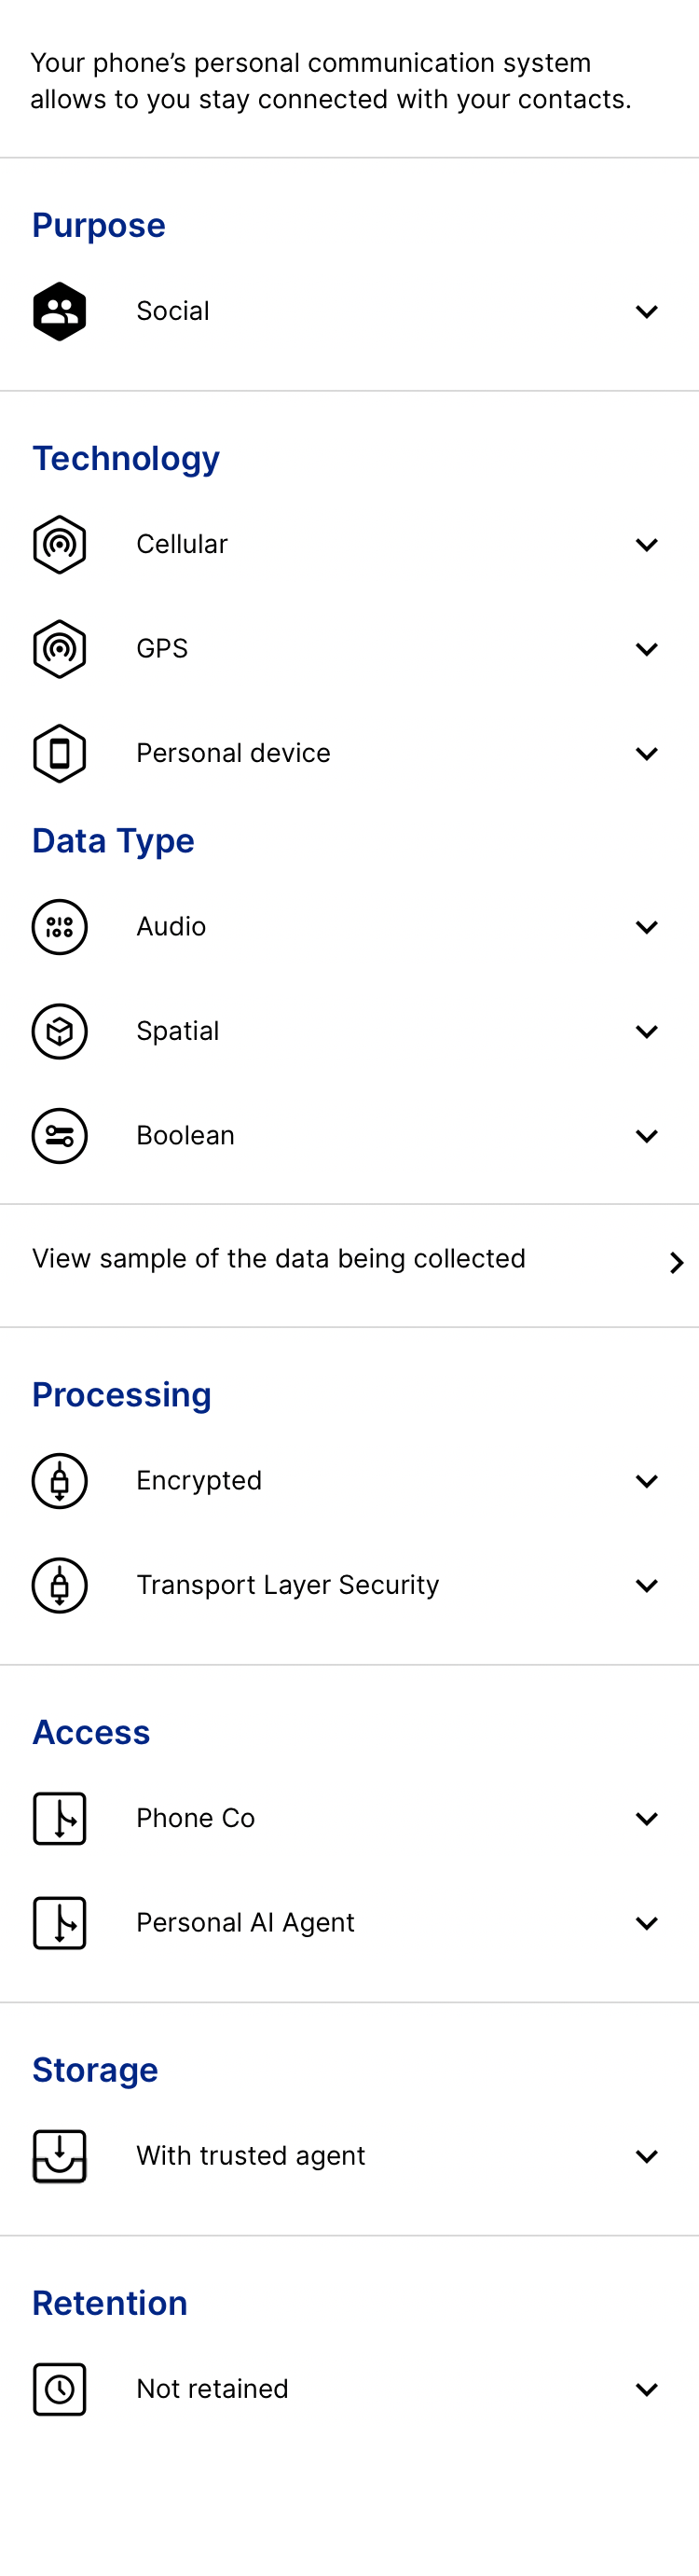 Your phone’s personal communication system
allows to you stay connected with your contacts.
Purpose
Social
Technology
Cellular
GPS
Personal device
Data Type
Audio
Spatial
Boolean
View sample of the data being collected
Processing
Encrypted
Transport Layer Security
Access
Phone Co
Personal AI Agent
Storage
With trusted agent
Retention
Not retained